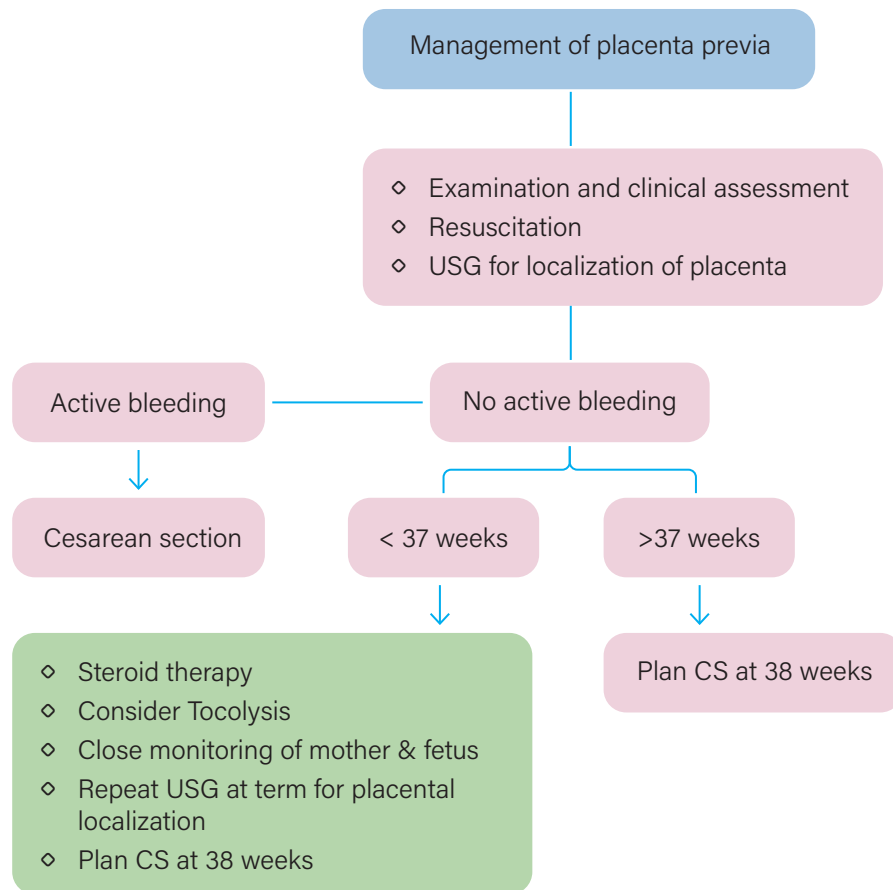 Management of placenta previa
Examination and clinical assessment
Resuscitation
USG for localization of placenta
Active bleeding
No active bleeding
Cesarean section
< 37 weeks
>37 weeks
Steroid therapy
Consider Tocolysis
Close monitoring of mother & fetus
Repeat USG at term for placental
localization
Plan CS at 38 weeks
Plan CS at 38 weeks